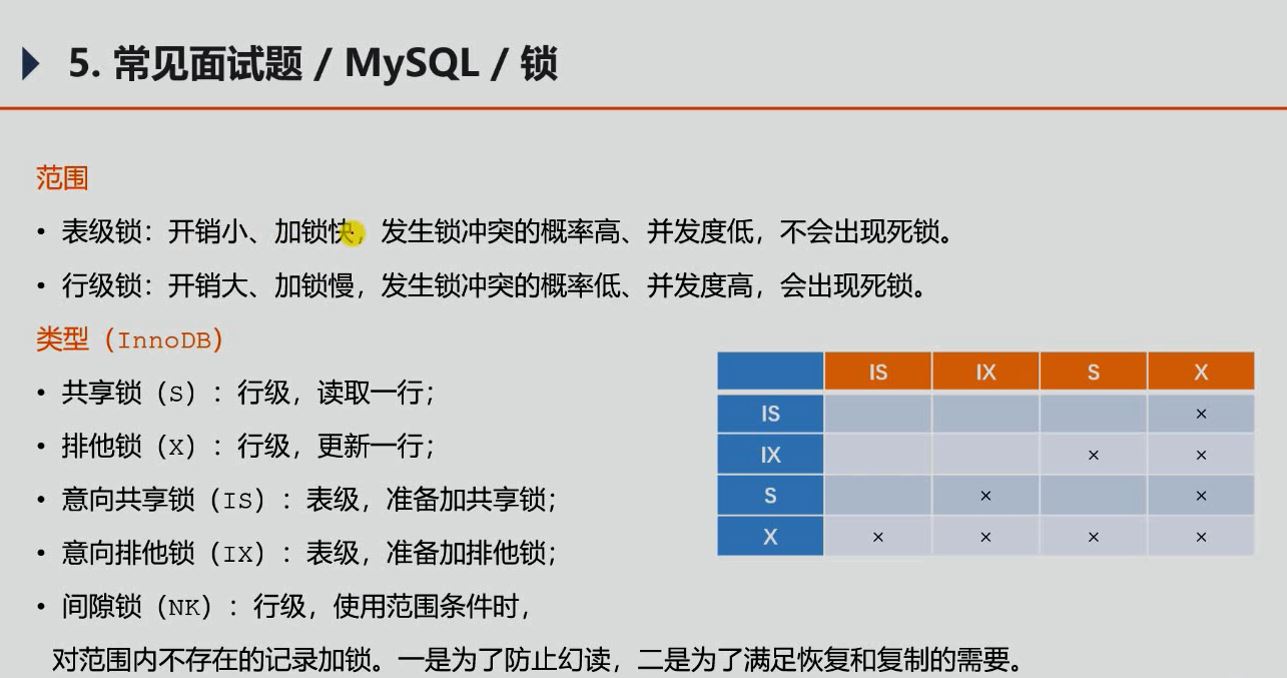 5. 常见面试题 / MySQL / 锁
范围
• 表级锁：开销小、加锁快，发生锁冲突的概率高、并发度低，不会出现死锁。
• 行级锁：开销大、加锁慢，发生锁冲突的概率低、并发度高，会出现死锁。
类型（InnoDB）
• 共享锁（S）：行级，读取一行；
• 排他锁（X）：行级，更新一行；
• 意向共享锁（IS）：表级，准备加共享锁；
• 意向排他锁（IX）：表级，准备加排他锁；
• 间隙锁（NK）：行级，使用范围条件时，
对范围内不存在的记录加锁。一是为了防止幻读，二是为了满足恢复和复制的需要。
IS IX S X
IS ×
IX × ×
S × ×
X × × × ×